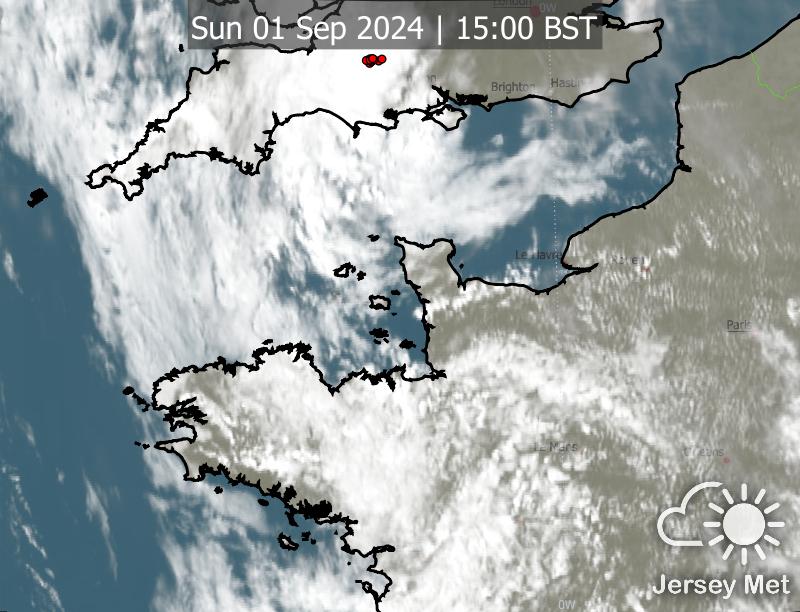 London
0W
Sun 01 Sep 2024 | 15:00 BST
Brighton
Le Havre
Rouen
Paris
Le Mans
Orleans
Jersey Met
0W